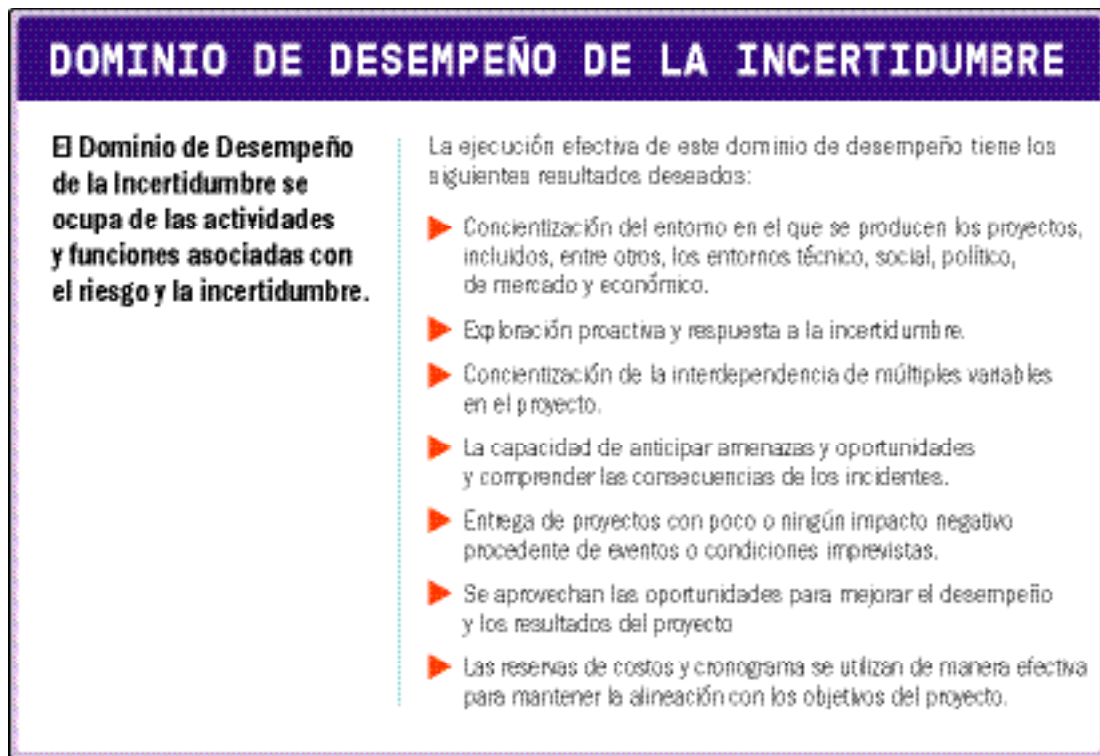 DOMINIO DE DESEMPEÑO DE LA INCERTIDUMBRE
El Dominio de Desempeño
de la Incertidumbre se
ocupa de las actividades
y funciones asociadas con
el riesgo y la incertidumbre.
La ejecución efectiva de este dominio de desempeño tiene los
siguientes resultados deseados:
Concientización del entorno en el que se producen los proyectos,
incluidos, entre otros, los entornos técnico, social, político,
de mercado y económico.
Exploración proactiva y respuesta a la incertidumbre.
Concientización de la interdependencia de múltiples variables
en el proyecto.
La capacidad de anticipar amenazas y oportunidades
y comprender las consecuencias de los incidentes.
Entrega de proyectos con poco o ningún impacto negativo
procedente de eventos o condiciones imprevistas.
Se aprovechan las oportunidades para mejorar el desempeño
y los resultados del proyecto
Las reservas de costos y cronograma se utilizan de manera efectiva
para mantener la alineación con los objetivos del proyecto.